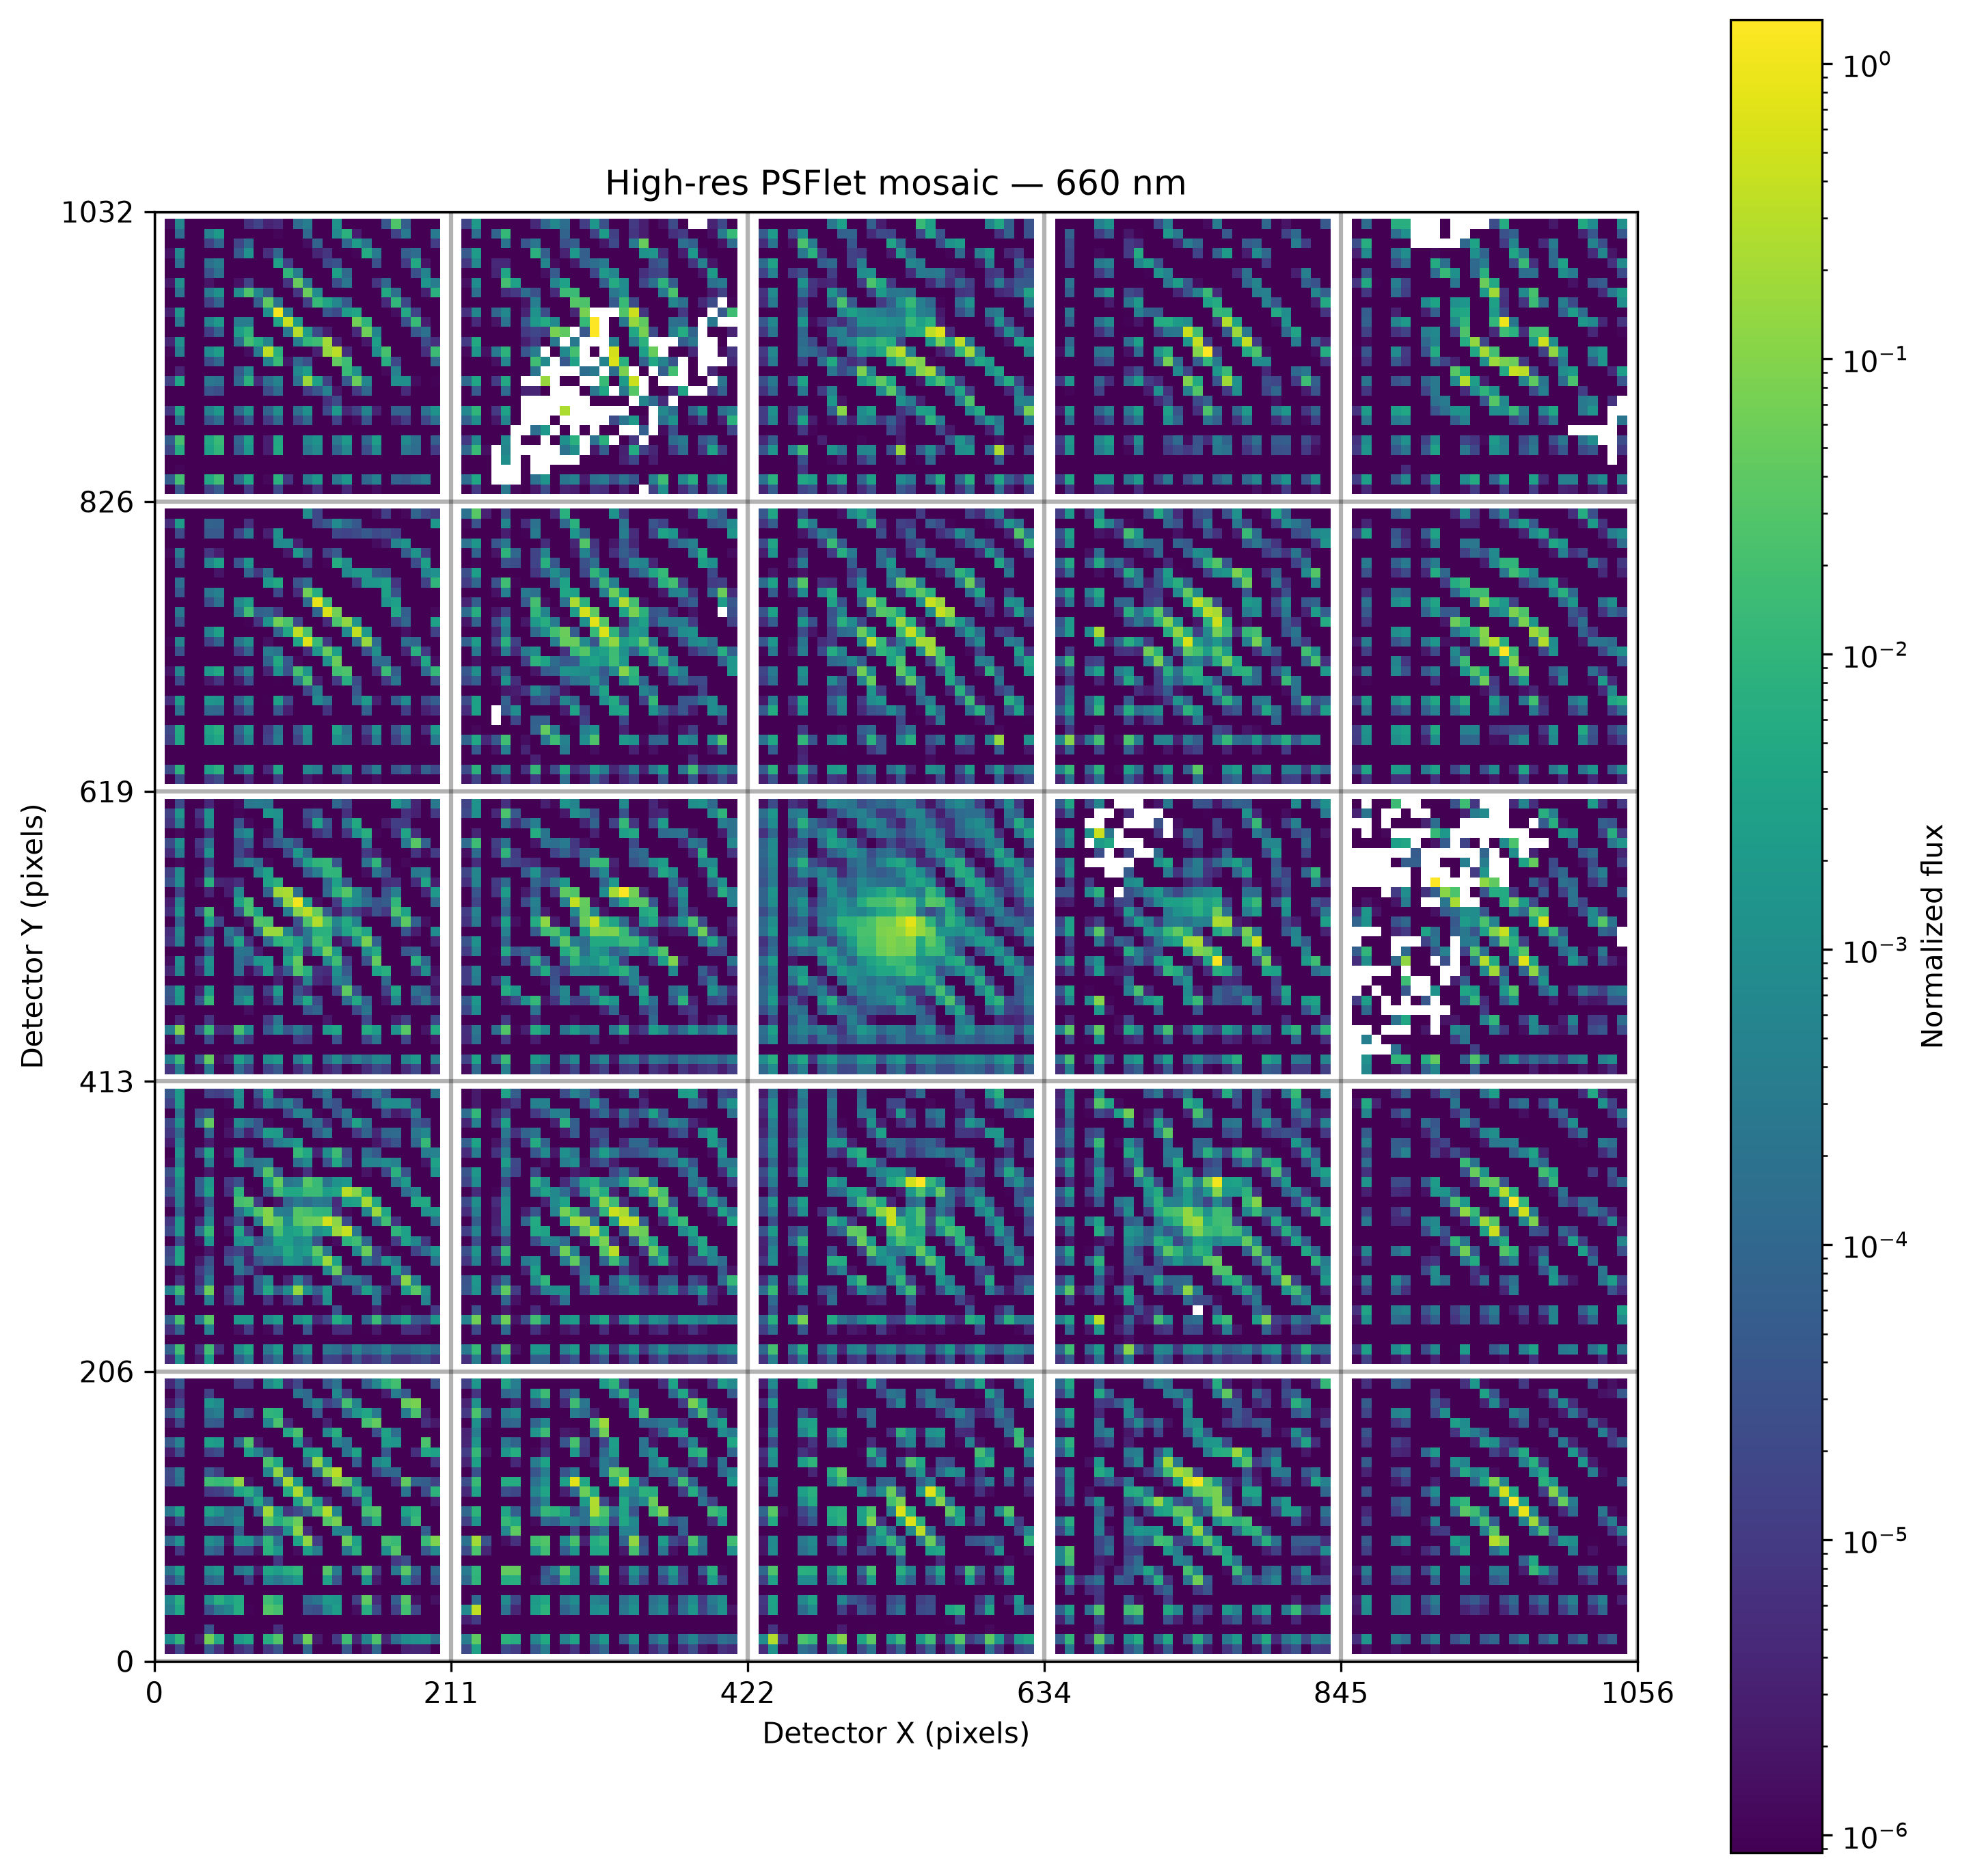 High-res PSFlet mosaic — 660 nm
1032
826
619
413
206
0
0 211 422 634 845 1056
Detector X (pixels)
Detector Y (pixels)
10⁰
10⁻¹
10⁻²
10⁻³
10⁻⁴
10⁻⁵
10⁻⁶
Normalized flux